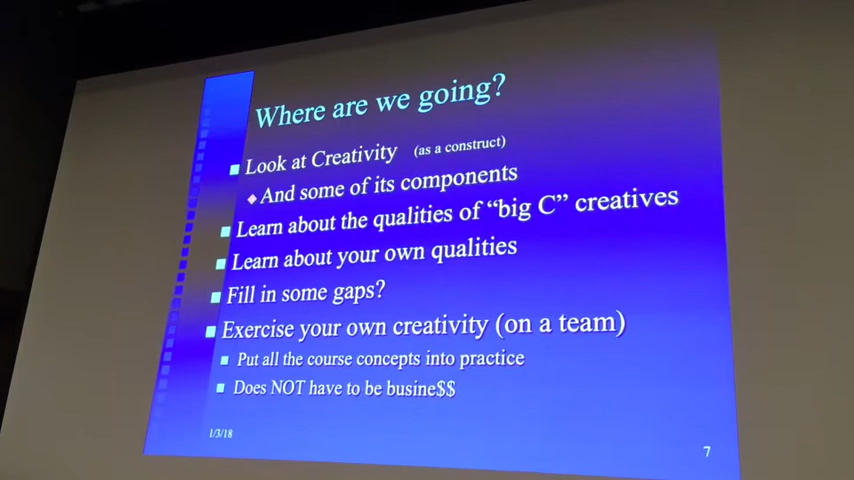 Where are we going?
Look at Creativity (as a construct)
And some of its components
Learn about the qualities of “big C” creatives
Learn about your own qualities
Fill in some gaps?
Exercise your own creativity (on a team)
Put all the course concepts into practice
Does NOT have to be busine$$
1/3/18
7